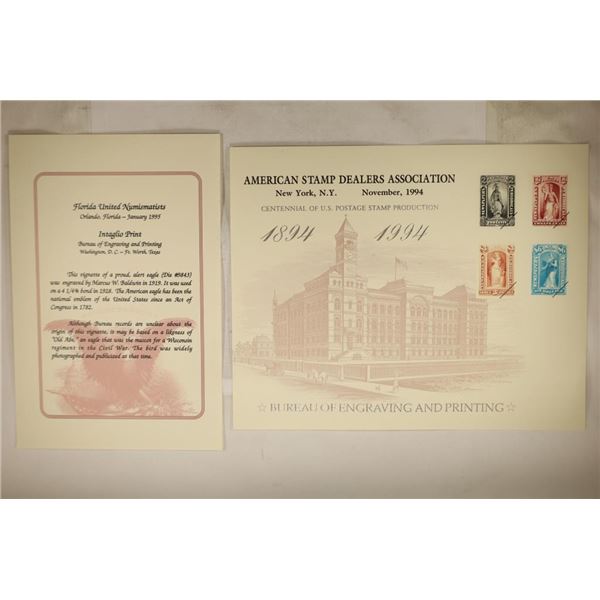 Florida United Numismatists
Orlando, Florida – January 1995
Intaglio Print
Bureau of Engraving and Printing
Washington, D. C. – Ft. Worth, Texas
This vignette of a proud, alert eagle (Die #8843)
was engraved by Marcus W. Baldwin in 1919. It was used
on a 4 1/4% bond in 1928. The American eagle has been the
national emblem of the United States since an Act of
Congress in 1782.
Although Bureau records are unclear about the
origin of this vignette, it may be based on a likeness of
"Old Abe," an eagle that was the mascot for a Wisconsin
regiment in the Civil War. The bird was widely
photographed and publicized at that time.
AMERICAN STAMP DEALERS ASSOCIATION
New York, N.Y. November, 1994
CENTENNIAL OF U.S. POSTAGE STAMP PRODUCTION
1894 1994
☆ BUREAU OF ENGRAVING AND PRINTING ☆